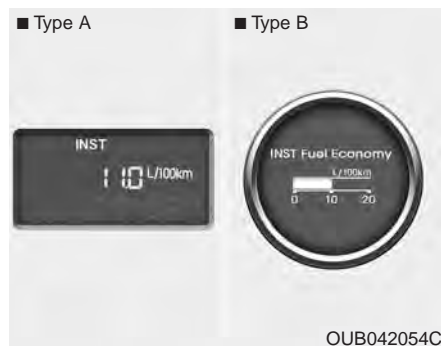 ■ Type A
■ Type B
INST
11.0 L/100km
INST Fuel Economy
L/100km
0 10 20
OUB042054C